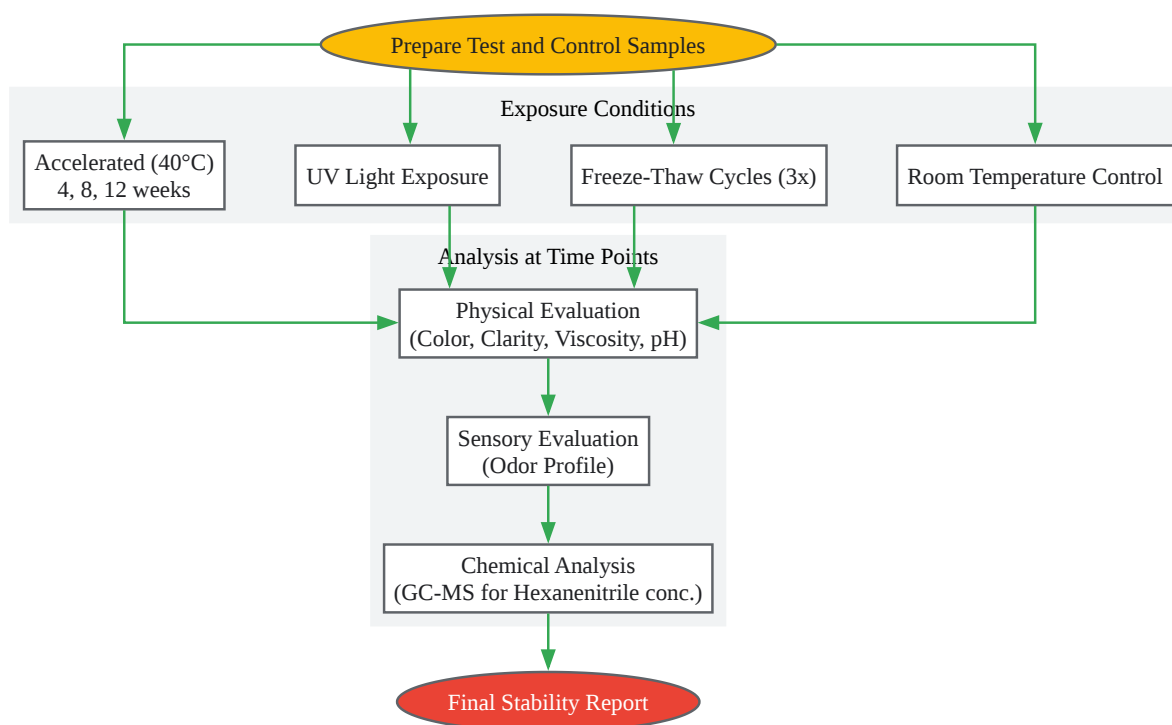 Prepare Test and Control Samples
Exposure Conditions
Accelerated (40°C)
4, 8, 12 weeks
UV Light Exposure
Freeze-Thaw Cycles (3x)
Room Temperature Control
Analysis at Time Points
Physical Evaluation
(Color, Clarity, Viscosity, pH)
Sensory Evaluation
(Odor Profile)
Chemical Analysis
(GC-MS for Hexanenitrile conc.)
Final Stability Report